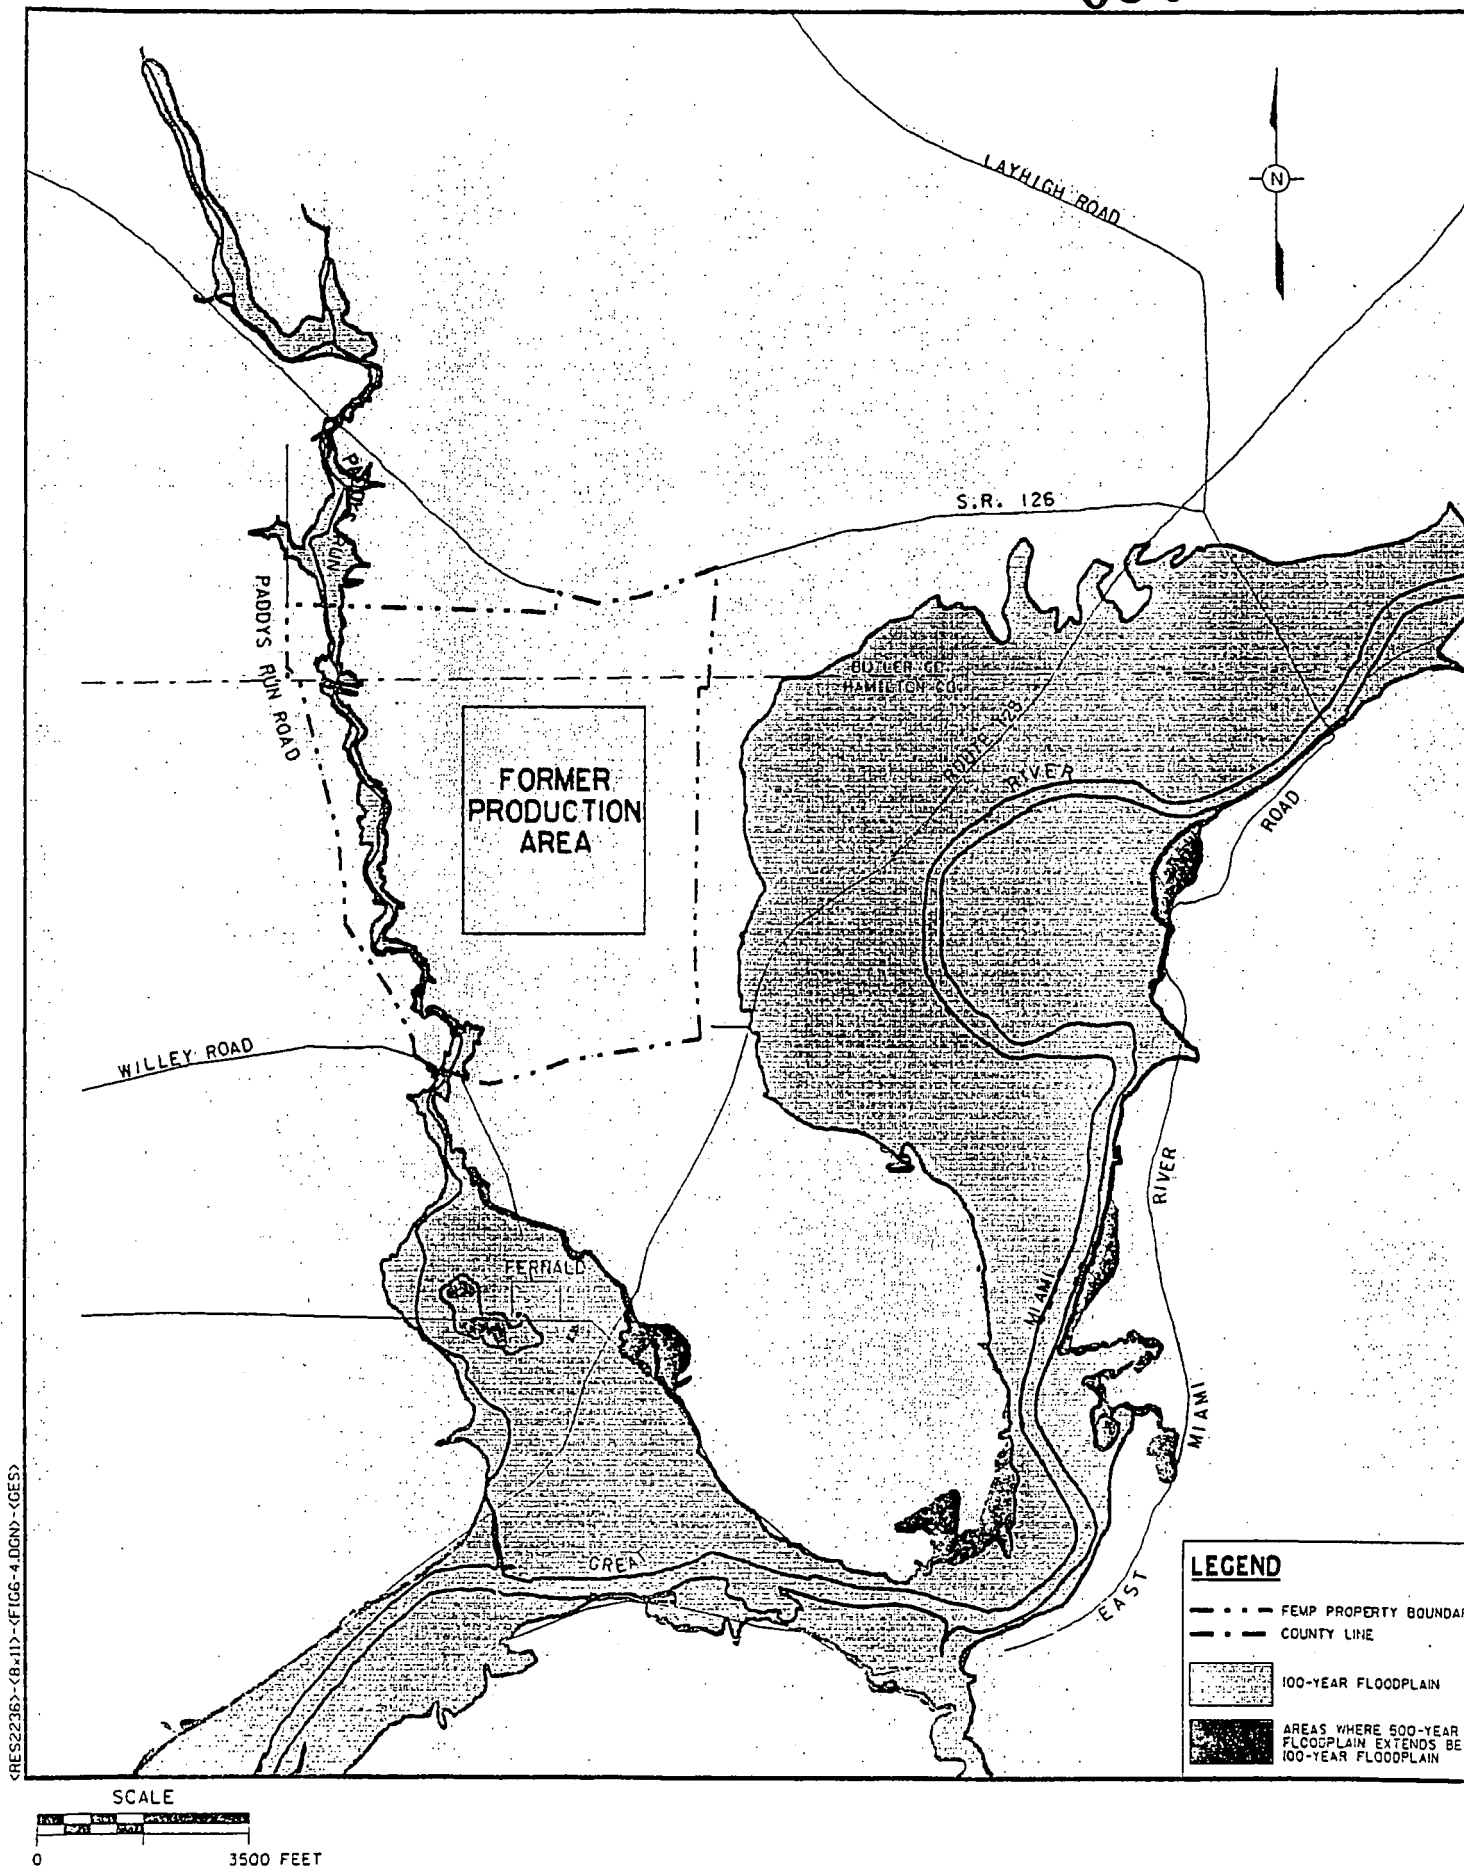 LAYHIGH ROAD
N
S.R. 126
PADDYS RUN
PADDYS RUN ROAD
BUTLER CO.
HAMILTON CO.
ROUTE 128
RIVER
ROAD
FORMER
PRODUCTION
AREA
WILLEY ROAD
RIVER
FERNALD
MIAMI
MIAMI
GREAT
EAST
LEGEND
FEMP PROPERTY BOUNDAR
COUNTY LINE
100-YEAR FLOODPLAIN
AREAS WHERE 500-YEAR
FLOODPLAIN EXTENDS BE
100-YEAR FLOODPLAIN
<RES2236>-<8x11>-<FIG6-4.DGN>-<GES>
SCALE
0 3500 FEET